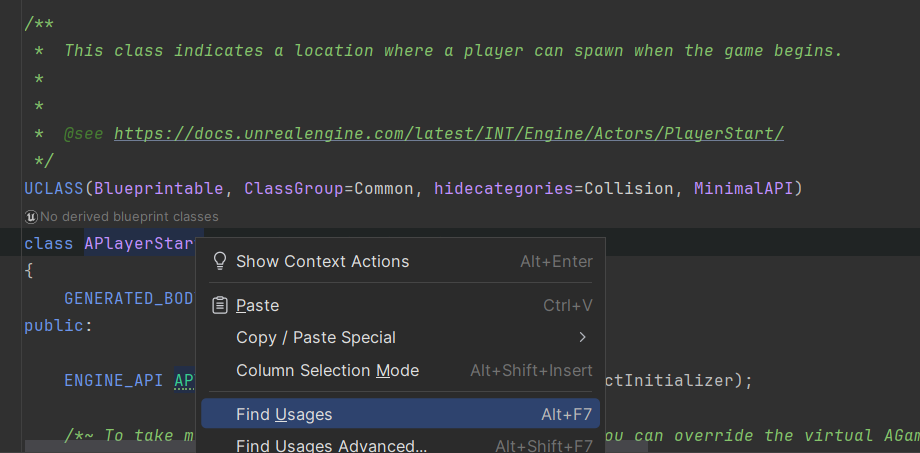 /**
* This class indicates a location where a player can spawn when the game begins.
*
*
* @see https://docs.unrealengine.com/latest/INT/Engine/Actors/PlayerStart/
*/
UCLASS(Blueprintable, ClassGroup=Common, hidecategories=Collision, MinimalAPI)
No derived blueprint classes
class APlayerStar
{
GENERATED_BOD
public:
ENGINE_API AP
ctInitializer);
/*~ To take m
ou can override the virtual AGam
Show Context Actions Alt+Enter
Paste Ctrl+V
Copy / Paste Special
Column Selection Mode Alt+Shift+Insert
Find Usages Alt+F7
Find Usages Advanced... Alt+Shift+F7